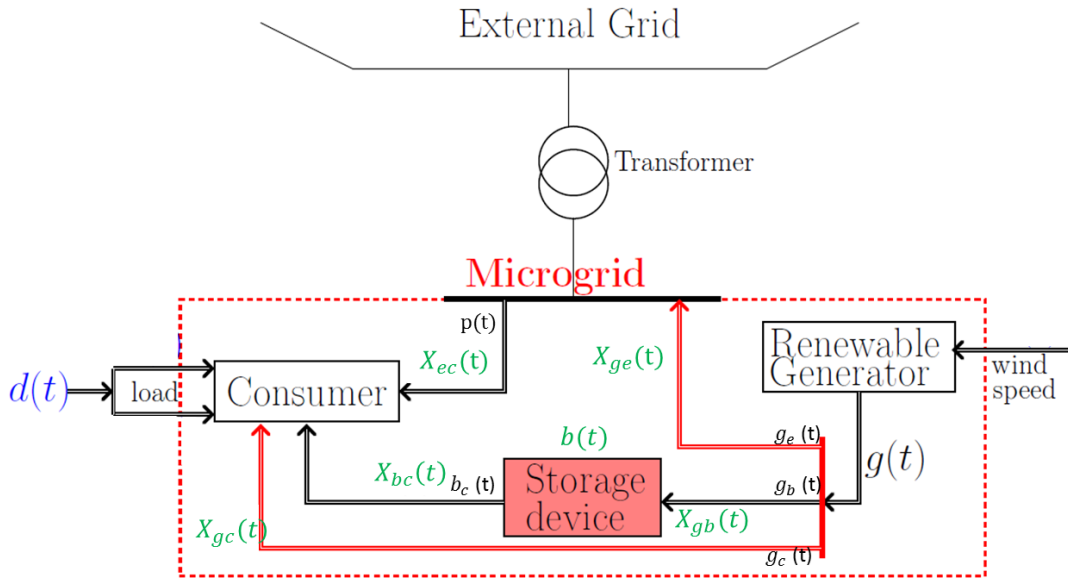 External Grid
Transformer
Microgrid
p(t)
X_ec(t)
X_ge(t)
Renewable
Generator
wind
speed
d(t)
load
Consumer
g_e (t)
b(t)
g(t)
X_bc(t)
b_c (t)
Storage
device
g_b (t)
X_gb(t)
X_gc(t)
g_c (t)